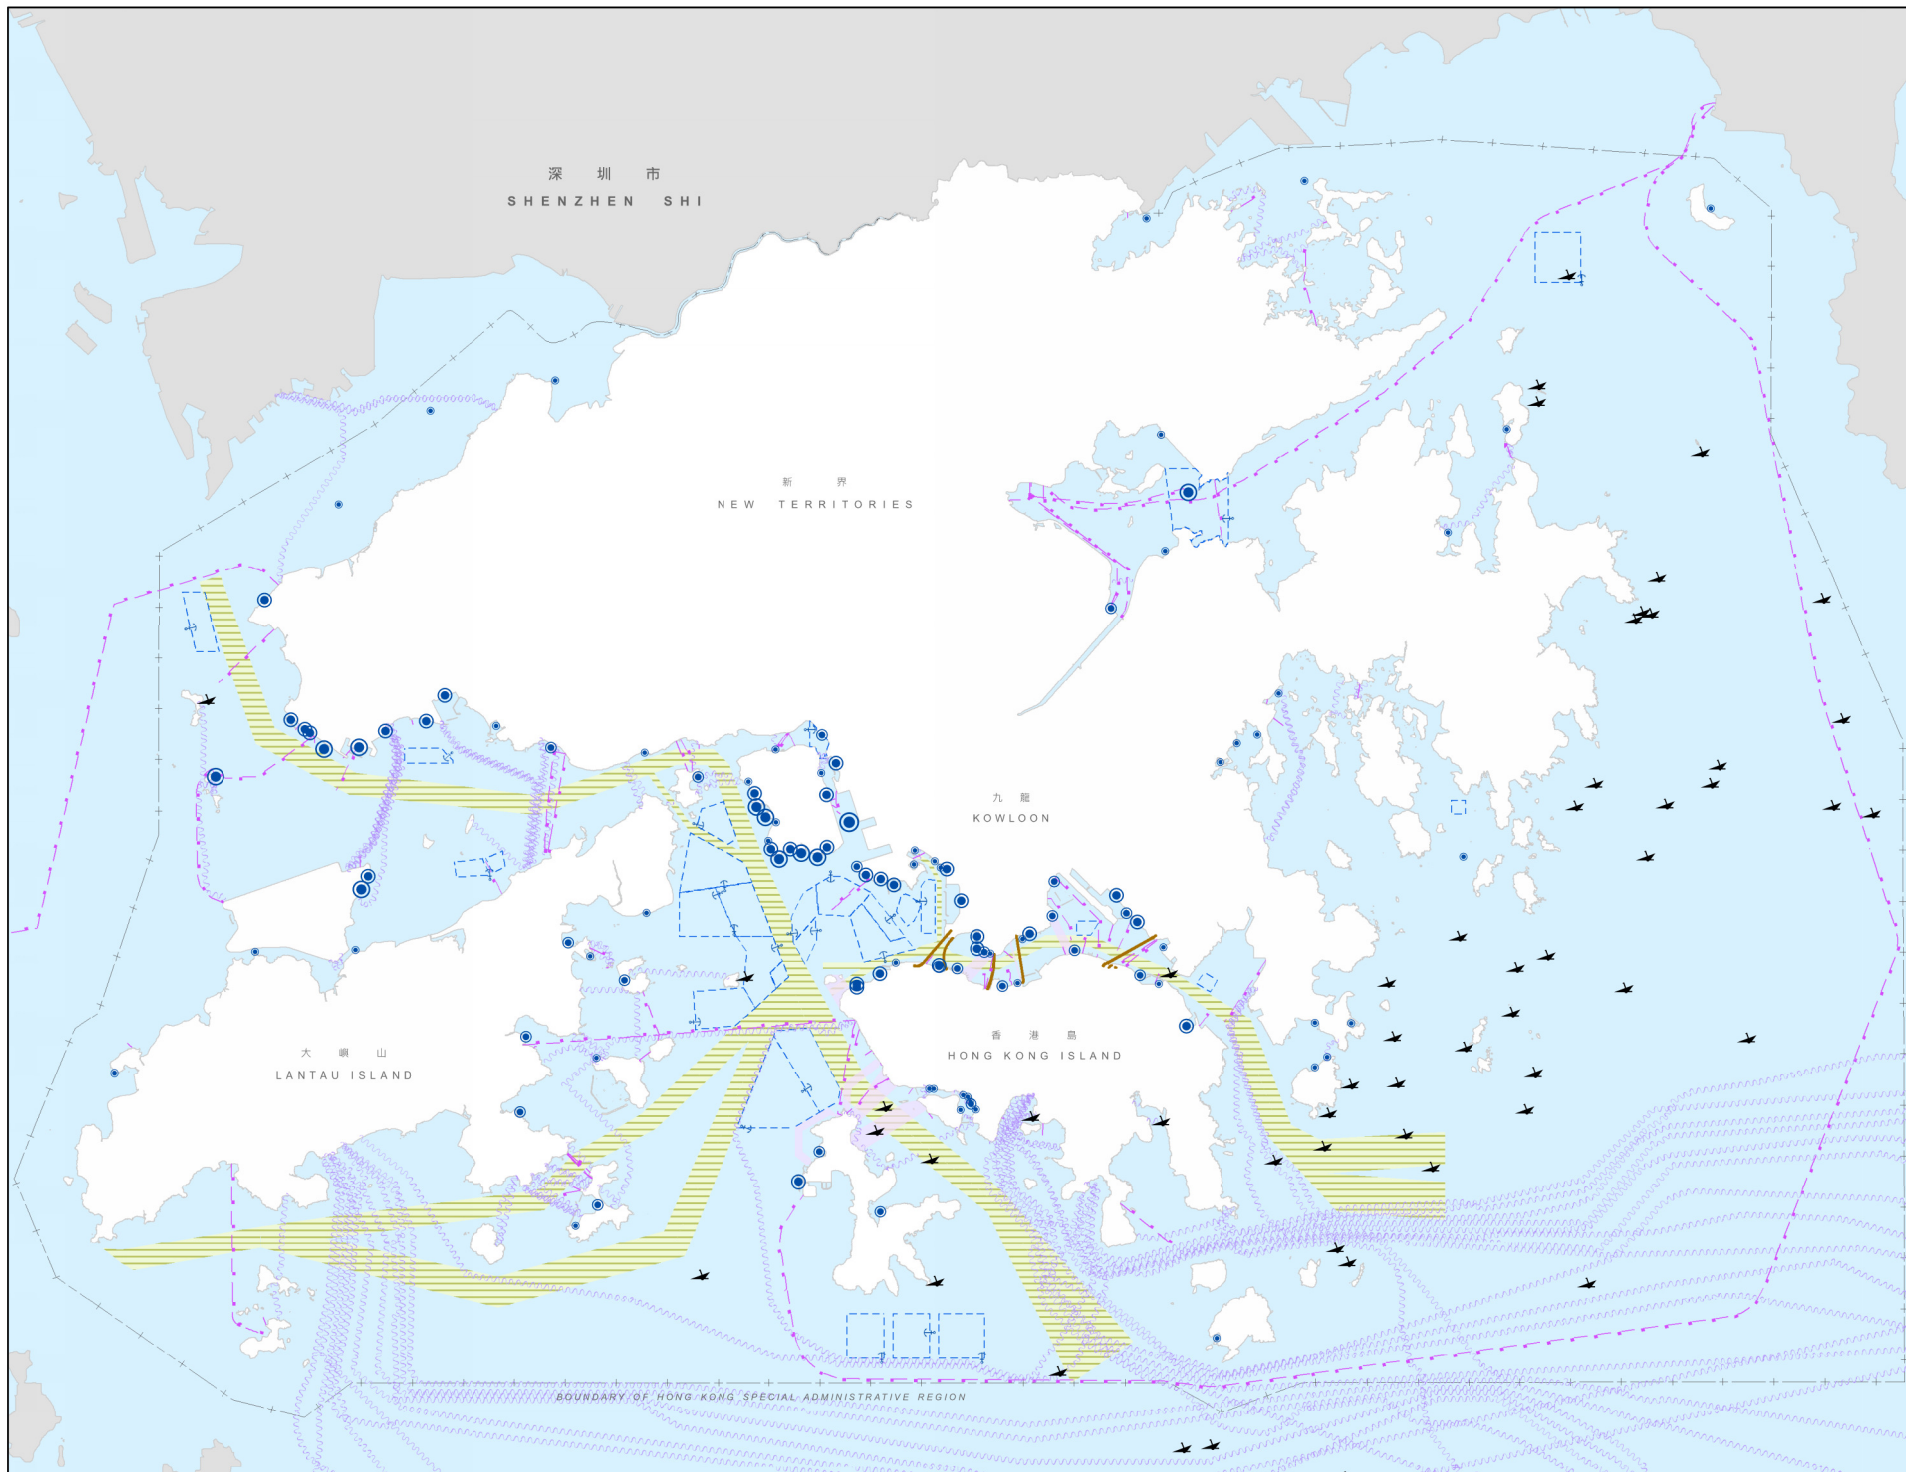 深 圳 市
SHENZHEN SHI
新 界
NEW TERRITORIES
九 龍
KOWLOON
香 港 島
HONG KONG ISLAND
大 嶼 山
LANTAU ISLAND
BOUNDARY OF HONG KONG SPECIAL ADMINISTRATIVE REGION